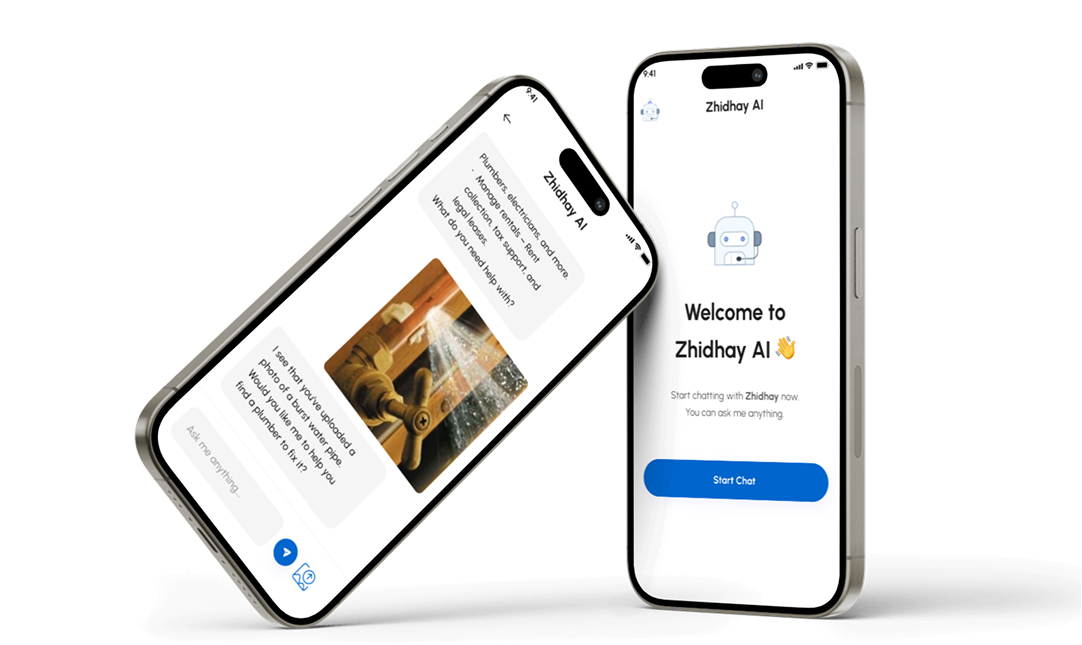 9:41
Zhidhay AI
Plumbers, electricians, and more.
· Manage rentals – Rent
collection, tax support, and
legal leases.
What do you need help with?
I see that you've uploaded a
photo of a burst water pipe.
Would you like me to help you
find a plumber to fix it?
Ask me anything...
9:41
Zhidhay AI
Welcome to
Zhidhay AI 👋
Start chatting with Zhidhay now.
You can ask me anything.
Start Chat